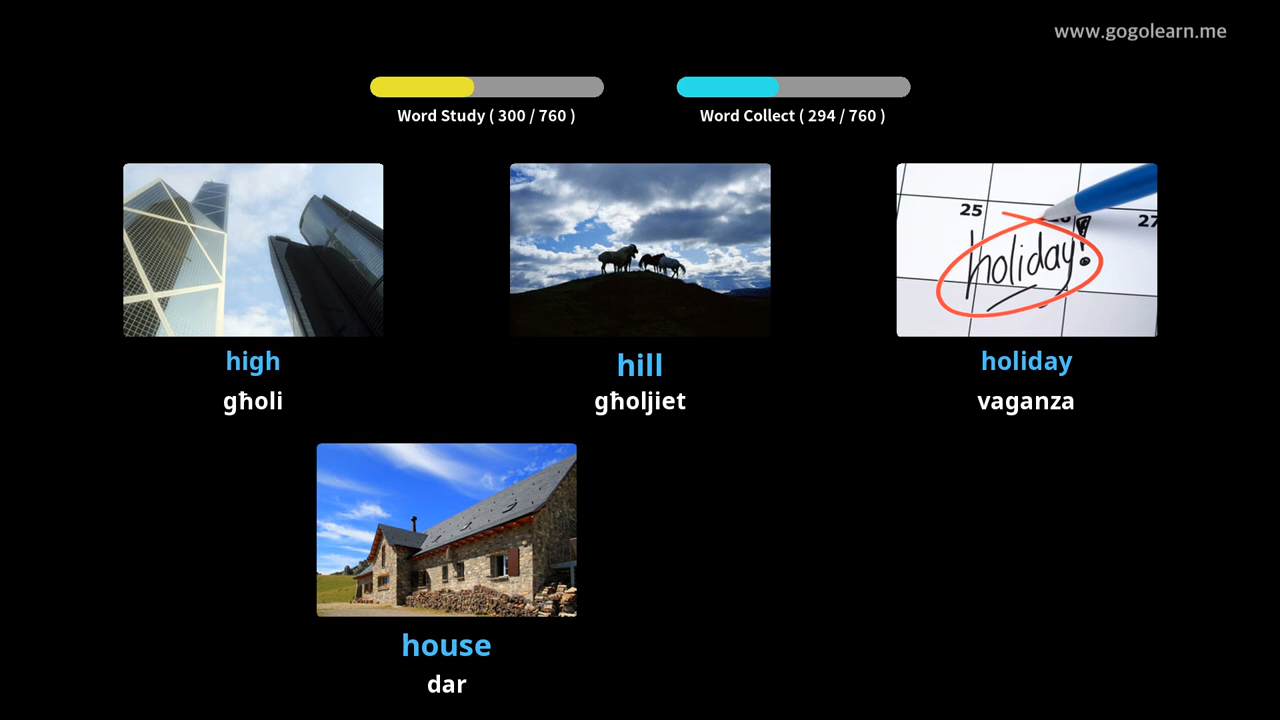 www.gogolearn.me
Word Study ( 300 / 760 )
Word Collect ( 294 / 760 )
25
27
holiday!
high
hill
holiday
għoli
għoljiet
vaganza
house
dar